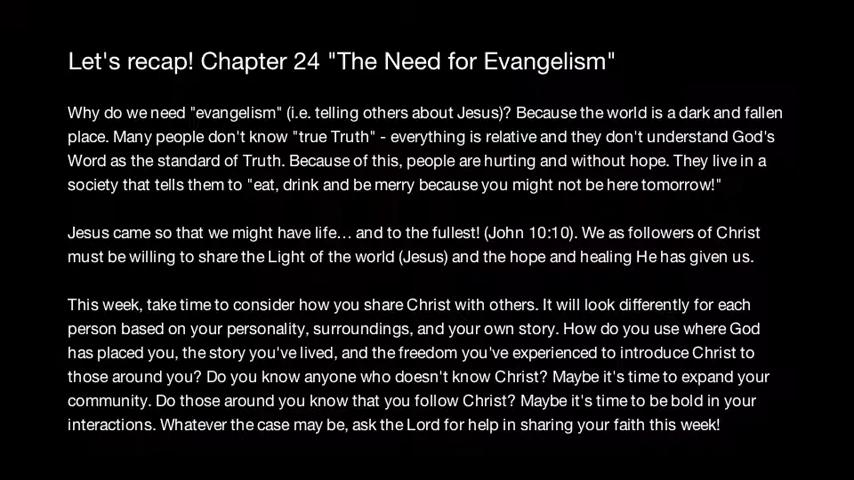 Let's recap! Chapter 24 "The Need for Evangelism"
Why do we need "evangelism" (i.e. telling others about Jesus)? Because the world is a dark and fallen
place. Many people don't know "true Truth" - everything is relative and they don't understand God's
Word as the standard of Truth. Because of this, people are hurting and without hope. They live in a
society that tells them to "eat, drink and be merry because you might not be here tomorrow!"
Jesus came so that we might have life... and to the fullest! (John 10:10). We as followers of Christ
must be willing to share the Light of the world (Jesus) and the hope and healing He has given us.
This week, take time to consider how you share Christ with others. It will look differently for each
person based on your personality, surroundings, and your own story. How do you use where God
has placed you, the story you've lived, and the freedom you've experienced to introduce Christ to
those around you? Do you know anyone who doesn't know Christ? Maybe it's time to expand your
community. Do those around you know that you follow Christ? Maybe it's time to be bold in your
interactions. Whatever the case may be, ask the Lord for help in sharing your faith this week!